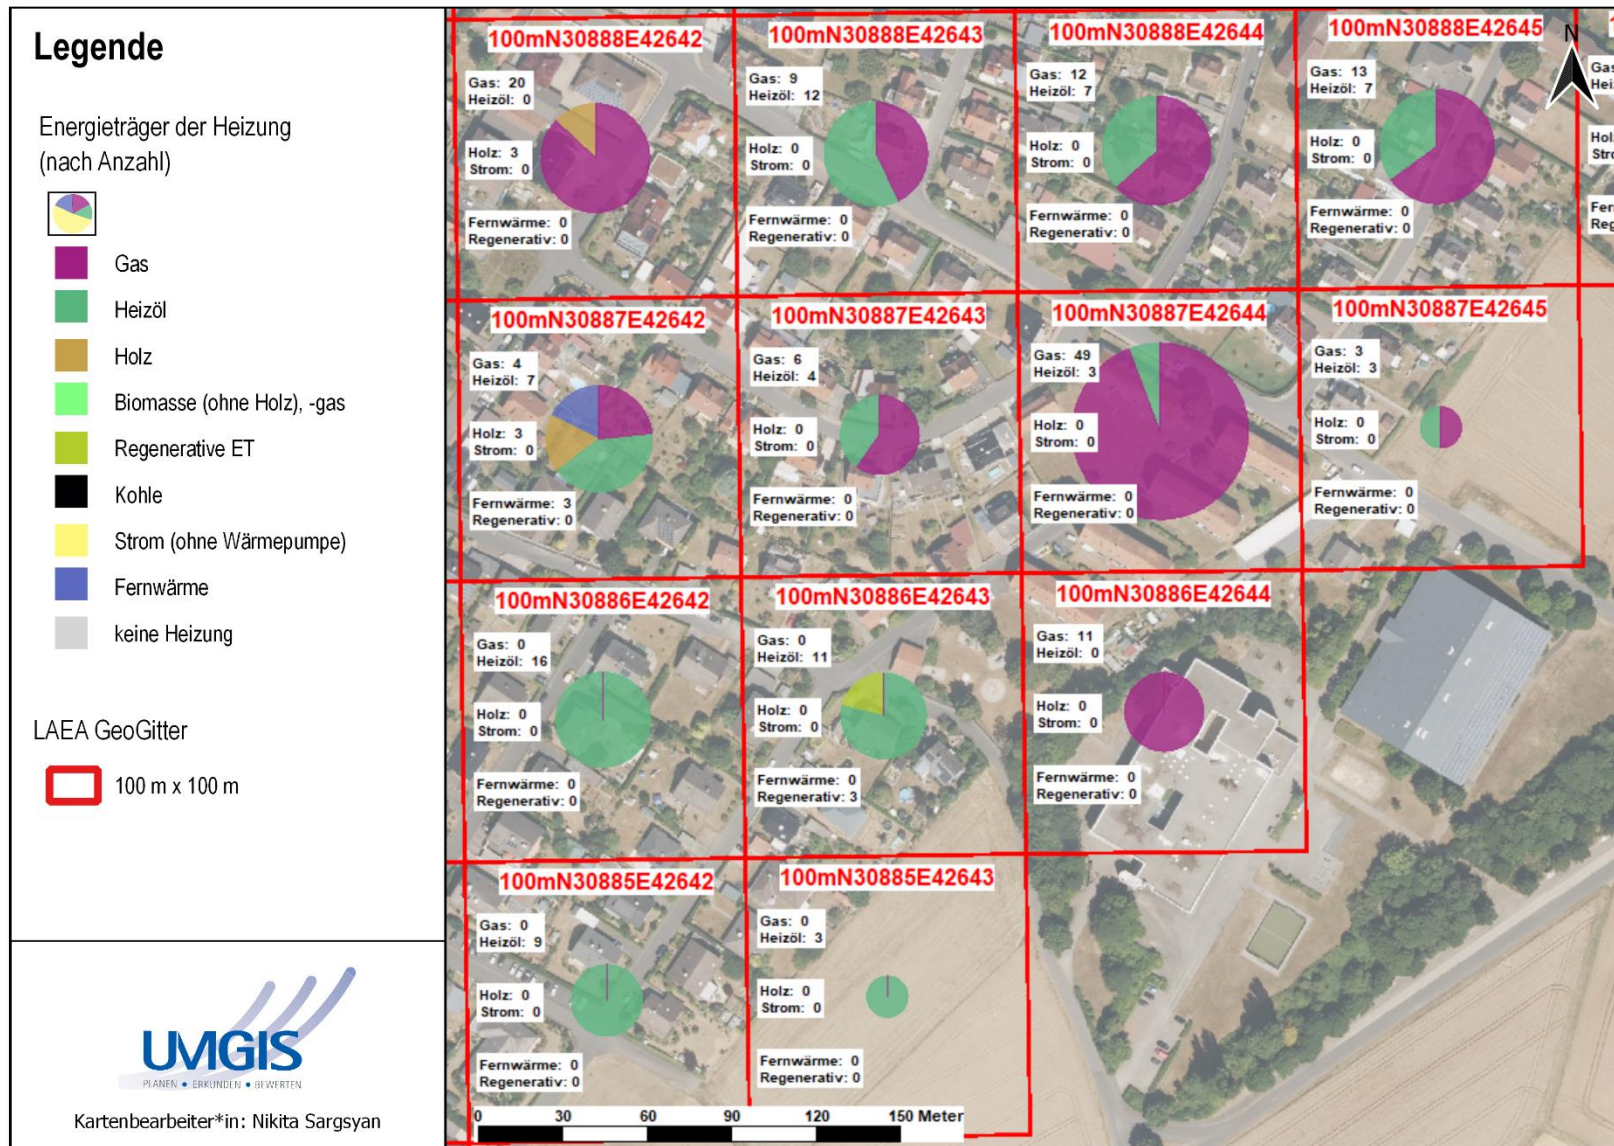 Legende
Energieträger der Heizung
(nach Anzahl)
Gas
Heizöl
Holz
Biomasse (ohne Holz), -gas
Regenerative ET
Kohle
Strom (ohne Wärmepumpe)
Fernwärme
keine Heizung
LAEA GeoGitter
100 m x 100 m
UMGIS
PLANEN • ERKUNDEN • BEWERTEN
Kartenbearbeiter*in: Nikita Sargsyan
100mN30888E42642
Gas: 20
Heizöl: 0
Holz: 3
Strom: 0
Fernwärme: 0
Regenerativ: 0
100mN30888E42643
Gas: 9
Heizöl: 12
Holz: 0
Strom: 0
Fernwärme: 0
Regenerativ: 0
100mN30888E42644
Gas: 12
Heizöl: 7
Holz: 0
Strom: 0
Fernwärme: 0
Regenerativ: 0
100mN30888E42645
Gas: 13
Heizöl: 7
Holz: 0
Strom: 0
Fernwärme: 0
Regenerativ: 0
N
100mN30887E42642
Gas: 4
Heizöl: 7
Holz: 3
Strom: 0
Fernwärme: 3
Regenerativ: 0
100mN30887E42643
Gas: 6
Heizöl: 4
Holz: 0
Strom: 0
Fernwärme: 0
Regenerativ: 0
100mN30887E42644
Gas: 49
Heizöl: 3
Holz: 0
Strom: 0
Fernwärme: 0
Regenerativ: 0
100mN30887E42645
Gas: 3
Heizöl: 3
Holz: 0
Strom: 0
Fernwärme: 0
Regenerativ: 0
100mN30886E42642
Gas: 0
Heizöl: 16
Holz: 0
Strom: 0
Fernwärme: 0
Regenerativ: 0
100mN30886E42643
Gas: 0
Heizöl: 11
Holz: 0
Strom: 0
Fernwärme: 0
Regenerativ: 3
100mN30886E42644
Gas: 11
Heizöl: 0
Holz: 0
Strom: 0
Fernwärme: 0
Regenerativ: 0
100mN30885E42642
Gas: 0
Heizöl: 9
Holz: 0
Strom: 0
Fernwärme: 0
Regenerativ: 0
100mN30885E42643
Gas: 0
Heizöl: 3
Holz: 0
Strom: 0
Fernwärme: 0
Regenerativ: 0
0 30 60 90 120 150 Meter